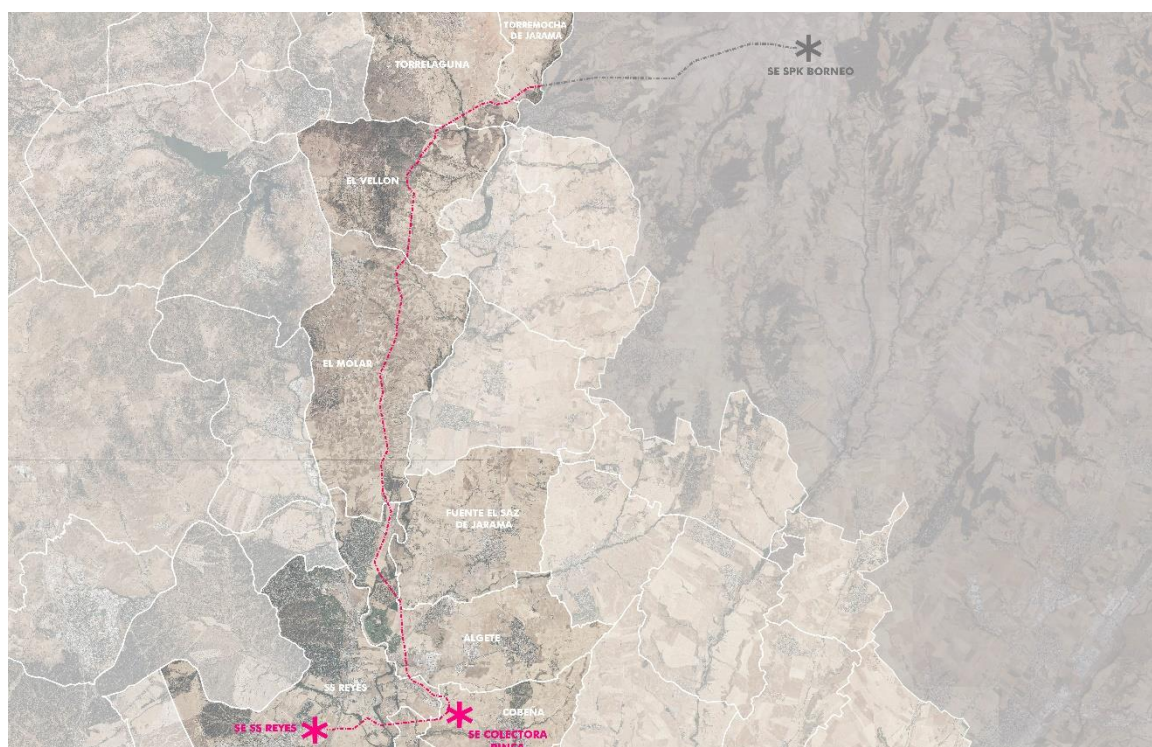 TORREMOCHA
DE JARAMA
TORRELAGUNA
SE SPK BORNEO
EL VELLON
EL MOLAR
FUENTE EL SAZ
DE JARAMA
ALGETE
SS REYES
COBEÑA
SE SS REYES
SE COLECTORA